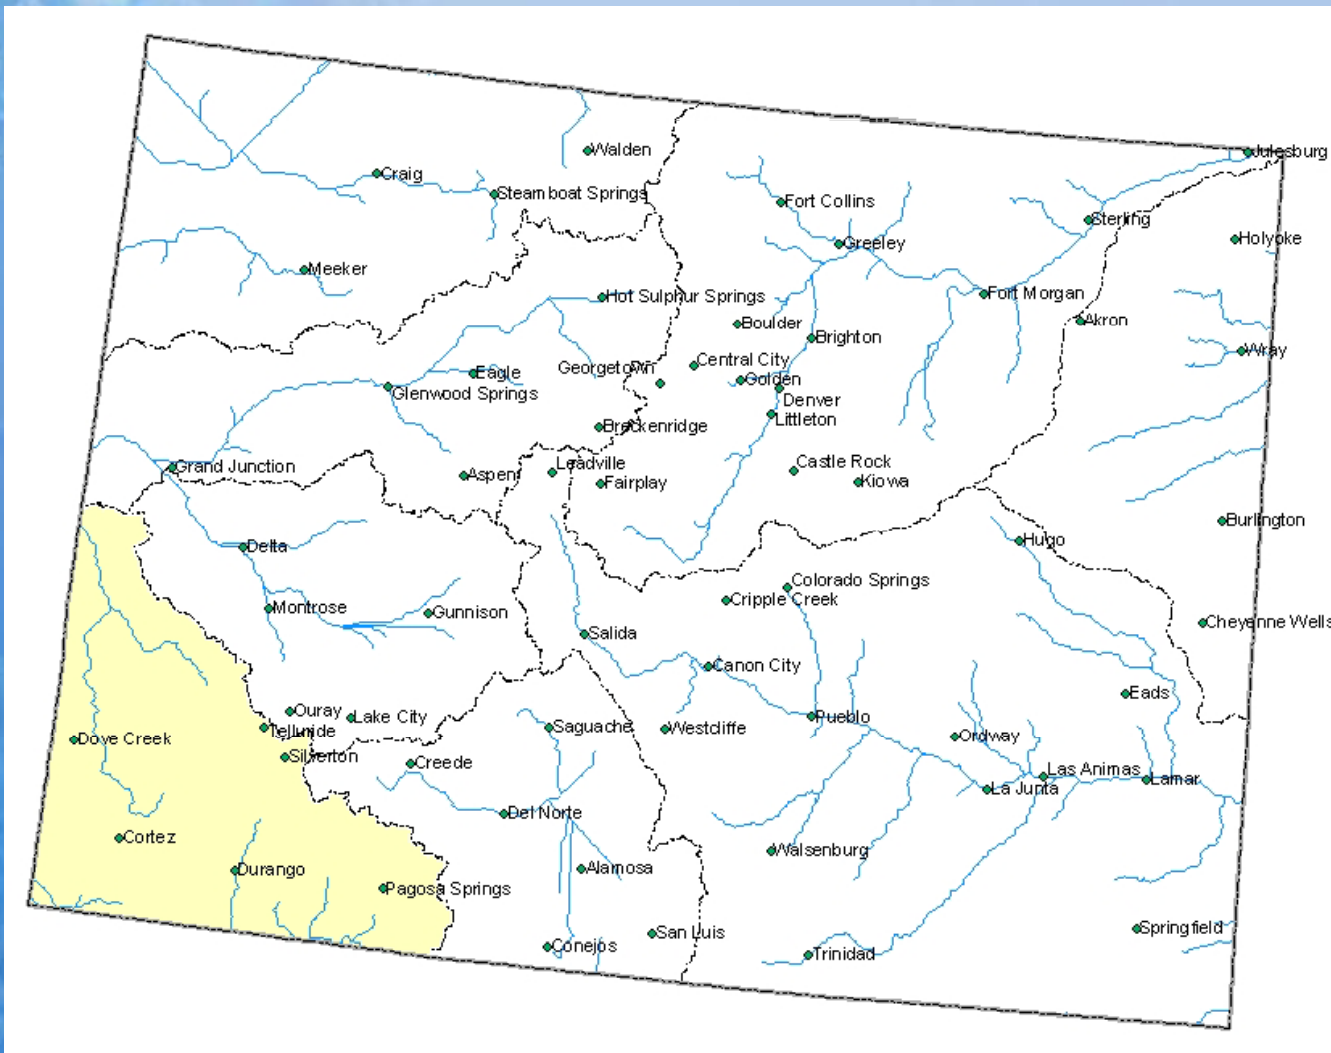 Julesburg
Walden
Craig
Steamboat Springs
Fort Collins
Sterling
Holyoke
Greeley
Meeker
Hot Sulphur Springs
Fort Morgan
Boulder
Akron
Brighton
Wray
Central City
Georgetown
Eagle
Golden
Glenwood Springs
Denver
Littleton
Breckenridge
Grand Junction
Leadville
Castle Rock
Aspen
Fairplay
Kiowa
Burlington
Delta
Hugo
Colorado Springs
Cripple Creek
Montrose
Gunnison
Cheyenne Wells
Salida
Canon City
Eads
Ouray
Lake City
Pueblo
Telluride
Saguache
Westcliffe
Dove Creek
Ordway
Silverton
Creede
Las Animas
Lamar
La Junta
Del Norte
Cortez
Walsenburg
Durango
Alamosa
Pagosa Springs
San Luis
Springfield
Conejos
Trinidad